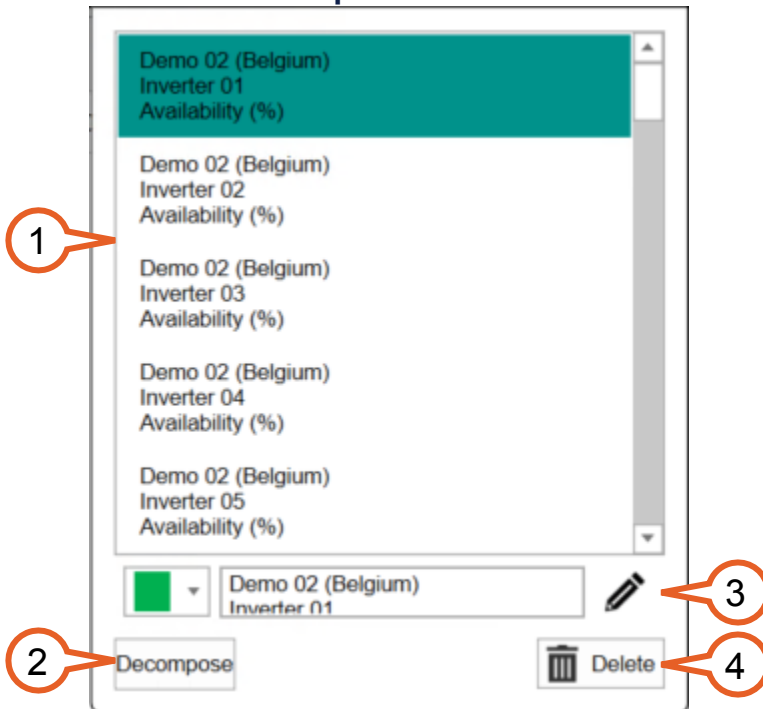 Demo 02 (Belgium)
Inverter 01
Availability (%)
Demo 02 (Belgium)
Inverter 02
Availability (%)
1
Demo 02 (Belgium)
Inverter 03
Availability (%)
Demo 02 (Belgium)
Inverter 04
Availability (%)
Demo 02 (Belgium)
Inverter 05
Availability (%)
Demo 02 (Belgium)
Inverter 01
3
2
Decompose
Delete
4